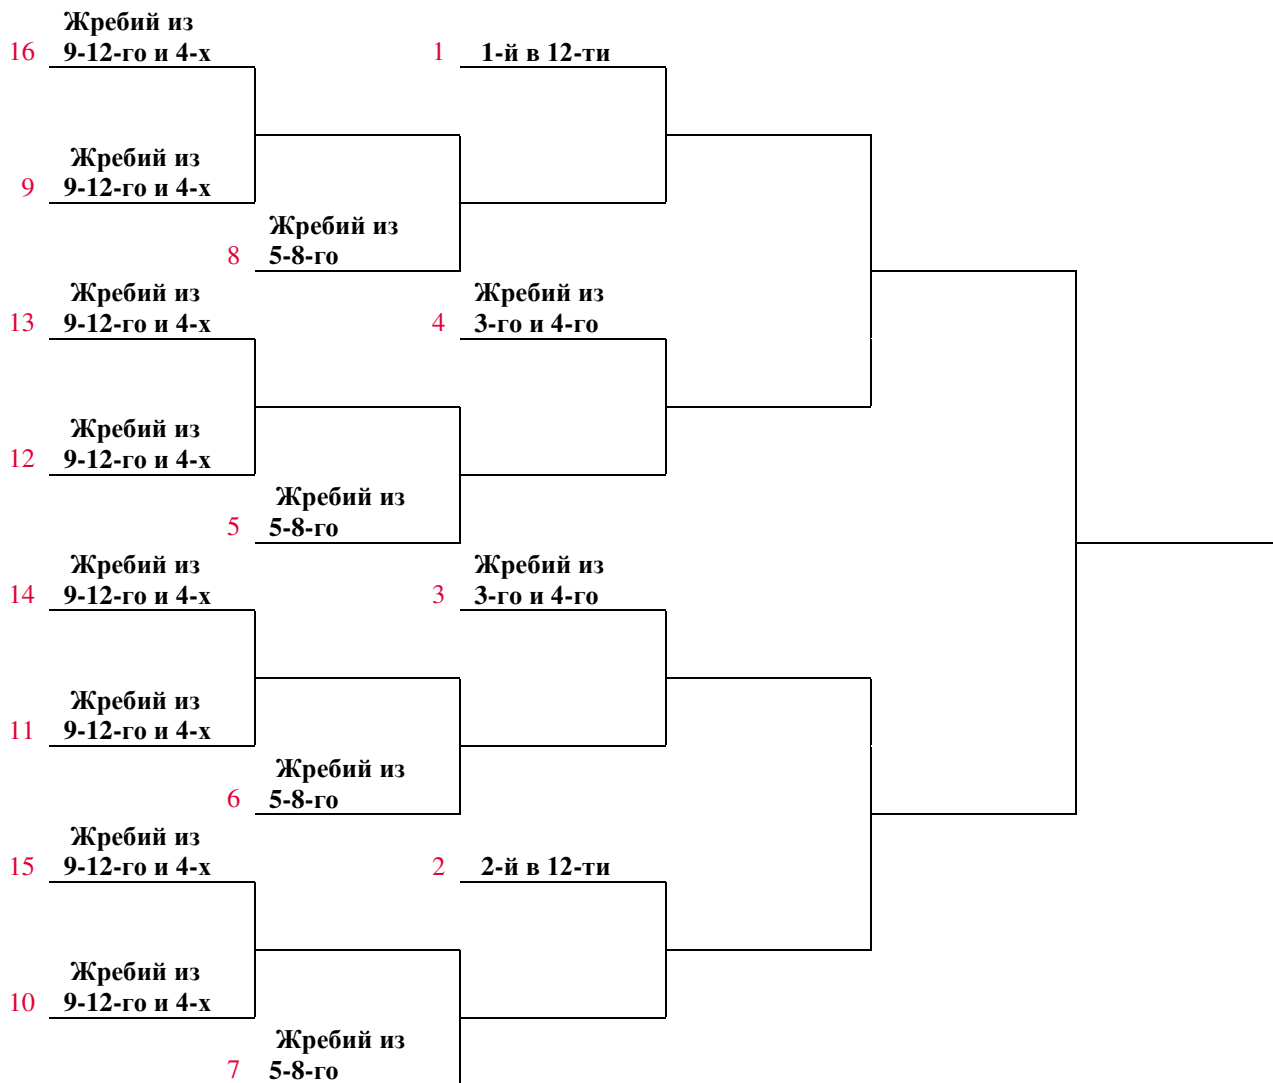 Жребий из
16 9-12-го и 4-х
1 1-й в 12-ти
Жребий из
9 9-12-го и 4-х
Жребий из
8 5-8-го
Жребий из
13 9-12-го и 4-х
Жребий из
4 3-го и 4-го
Жребий из
12 9-12-го и 4-х
Жребий из
5 5-8-го
Жребий из
14 9-12-го и 4-х
Жребий из
3 3-го и 4-го
Жребий из
11 9-12-го и 4-х
Жребий из
6 5-8-го
Жребий из
15 9-12-го и 4-х
2 2-й в 12-ти
Жребий из
10 9-12-го и 4-х
Жребий из
7 5-8-го